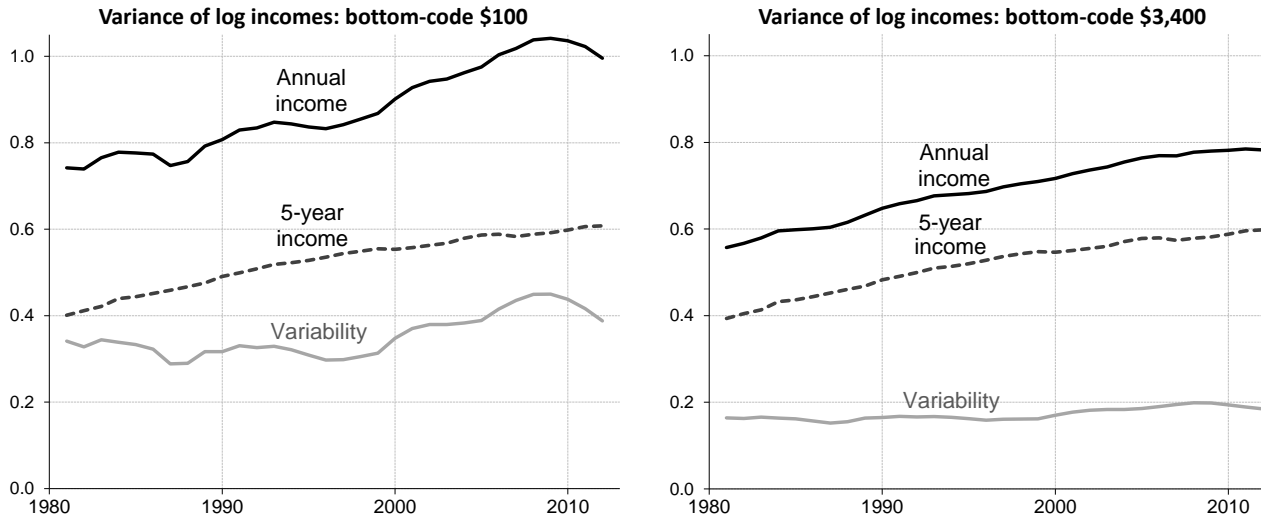 Variance of log incomes: bottom-code $100
1.0
Annual
income
0.8
5-year
income
0.6
0.4
Variability
0.2
0.0
1980
1990
2000
2010
Variance of log incomes: bottom-code $3,400
1.0
0.8
Annual
income
5-year
income
0.6
0.4
Variability
0.2
0.0
1980
1990
2000
2010